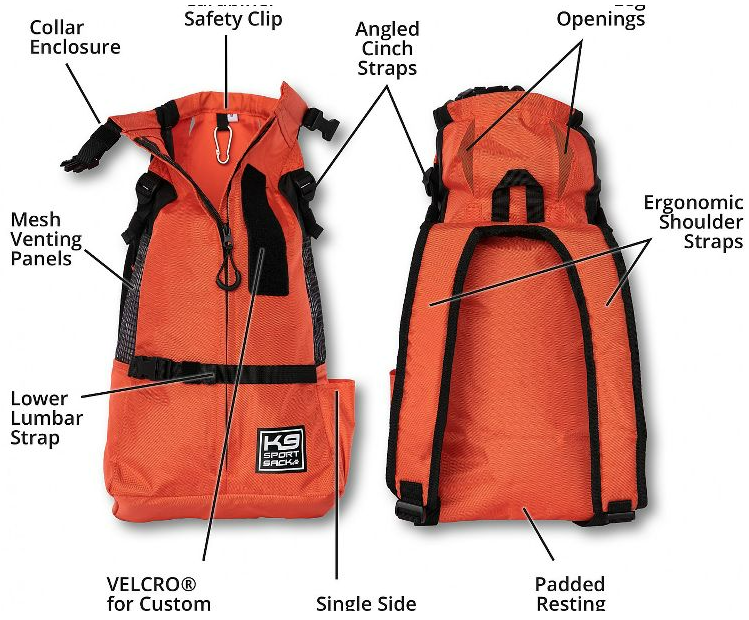 Safety Clip
Openings
Collar
Enclosure
Angled
Cinch
Straps
Ergonomic
Shoulder
Straps
Mesh
Venting
Panels
Lower
Lumbar
Strap
K9
SPORT
SACK®
VELCRO®
for Custom
Single Side
Padded
Resting